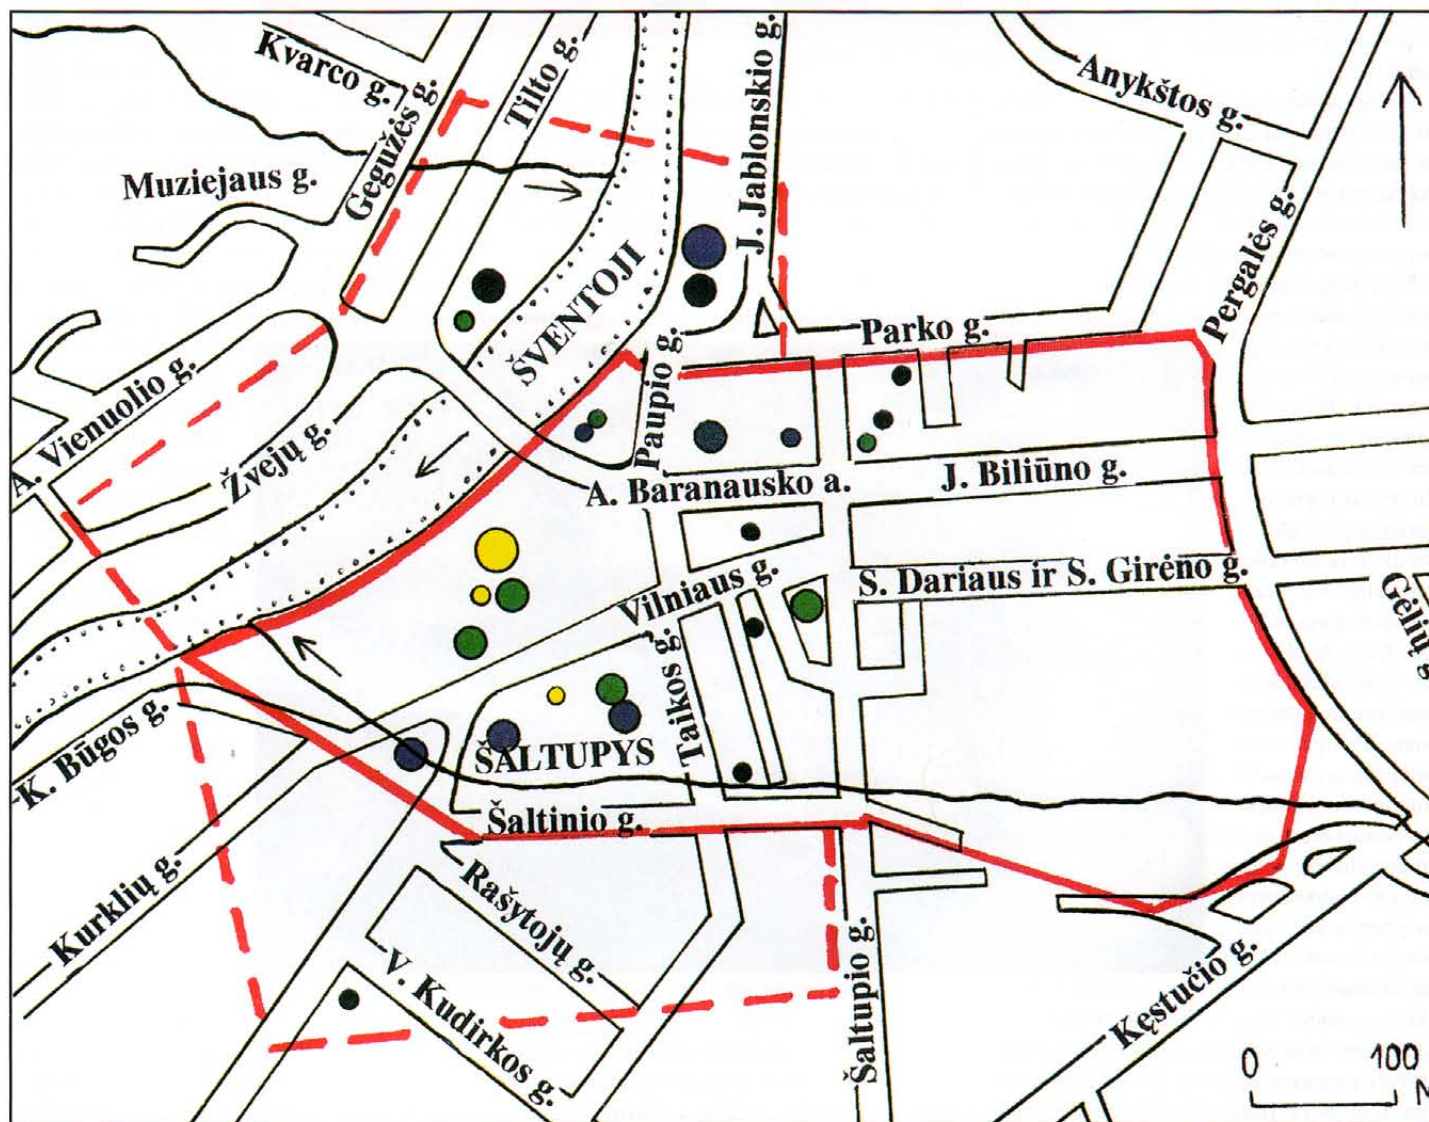 Kvarco g.
Tilto g.
J. Jablonskio g.
Anykštos g.
Gegužės g.
Muziejaus g.
Pergalės g.
ŠVENTOJI
Parko g.
A. Vienuolio g.
Paupio g.
Žvejų g.
A. Baranausko a.
J. Biliūno g.
Vilniaus g.
S. Dariaus ir S. Girėno g.
Gėlių g
Taikos g.
K. Būgos g.
ŠALTUPYS
Šaltinio g.
Kurklių g.
Rašytojų g.
V. Kudirkos g.
Šaltupio g.
Kęstučio g.
0 100